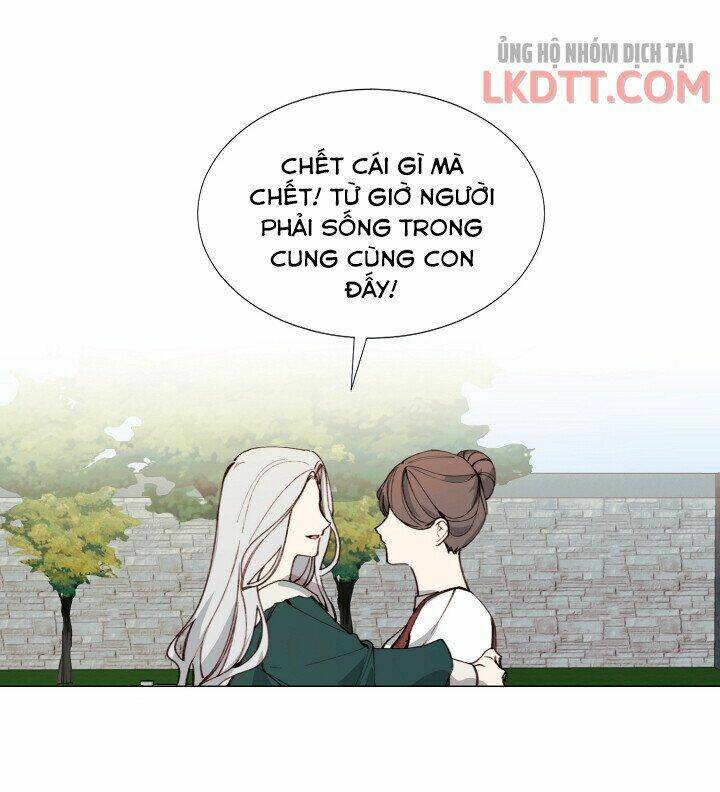 ỦNG HỘ NHÓM DỊCH TẠI
LKDTT.COM
CHẾT CÁI GÌ MÀ
CHẾT! TỪ GIỜ NGƯỜI
PHẢI SỐNG TRONG
CUNG CÙNG CON
ĐẤY!